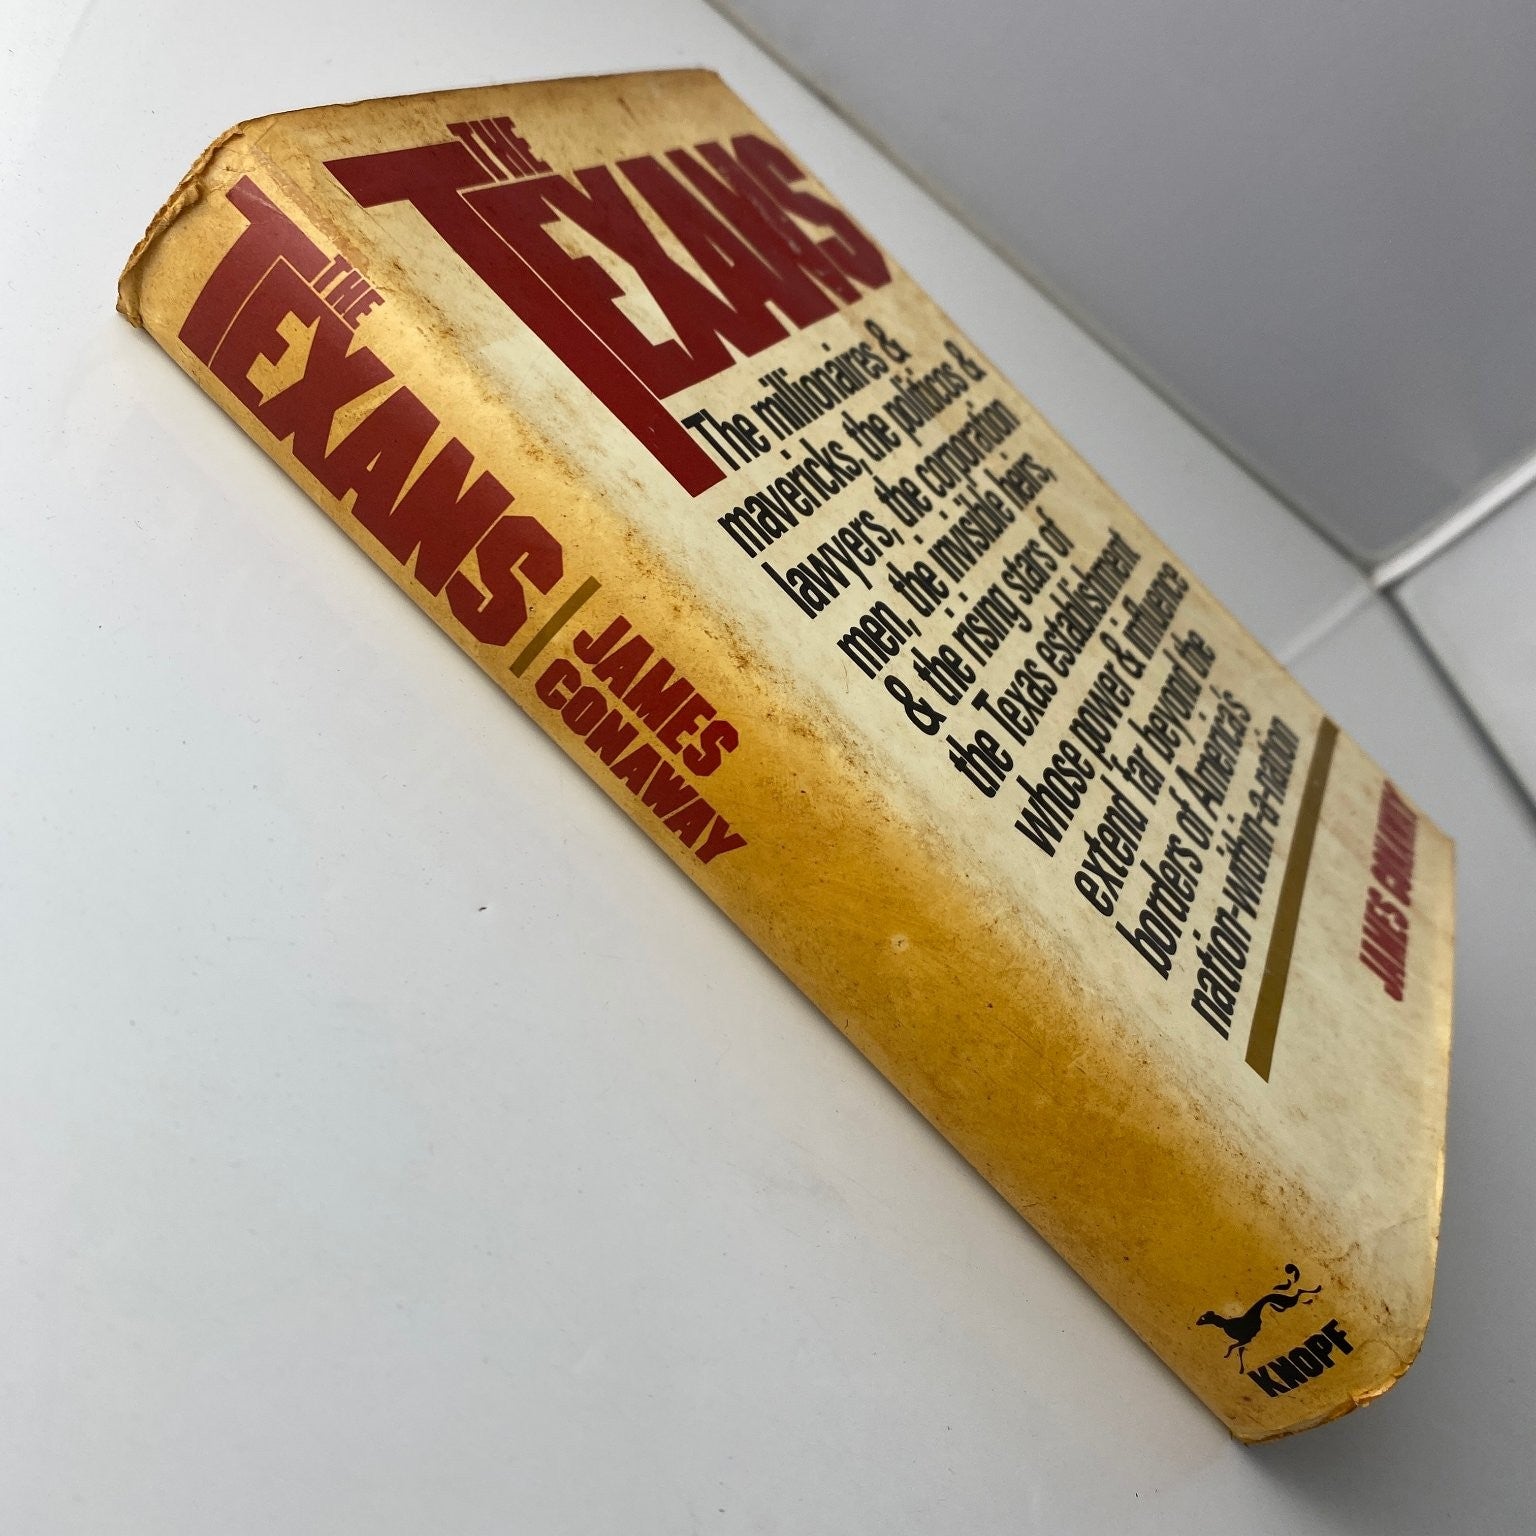 THE
TEXANS
JAMES
CONAWAY
KNOPF
THE
TEXANS
The millionaires &
mavericks, the politicos &
lawyers, the corporation
men, the invisible heirs,
& the rising stars of
the Texas establishment
whose power & influence
extend far beyond the
borders of America's
nation-within-a-nation
JAMES CONAWAY